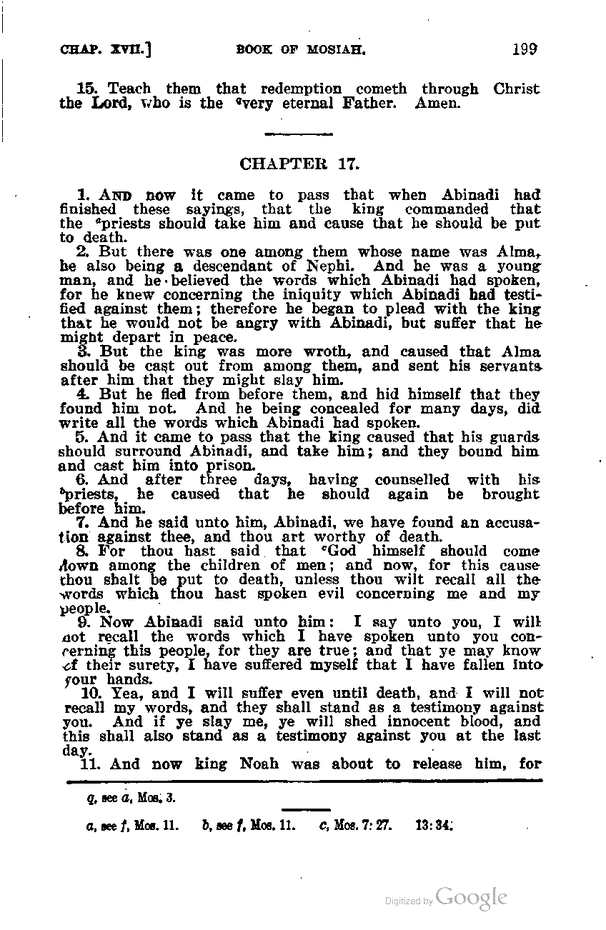 CHAP. XVII.] BOOK OF MOSIAH. 199
15. Teach them that redemption cometh through Christ
the Lord, who is the qvery eternal Father. Amen.
CHAPTER 17.
1. AND now it came to pass that when Abinadi had
finished these sayings, that the king commanded that
the apriests should take him and cause that he should be put
to death.
2. But there was one among them whose name was Alma,
he also being a descendant of Nephi. And he was a young
man, and he believed the words which Abinadi had spoken,
for he knew concerning the iniquity which Abinadi had testi-
fied against them; therefore he began to plead with the king
that he would not be angry with Abinadi, but suffer that he
might depart in peace.
3. But the king was more wroth, and caused that Alma
should be cast out from among them, and sent his servants
after him that they might slay him.
4. But he fled from before them, and hid himself that they
found him not. And he being concealed for many days, did
write all the words which Abinadi had spoken.
5. And it came to pass that the king caused that his guards
should surround Abinadi, and take him; and they bound him
and cast him into prison.
6. And after three days, having counselled with his
bpriests, he caused that he should again be brought
before him.
7. And he said unto him, Abinadi, we have found an accusa-
tion against thee, and thou art worthy of death.
8. For thou hast said that cGod himself should come
down among the children of men; and now, for this cause
thou shalt be put to death, unless thou wilt recall all the
words which thou hast spoken evil concerning me and my
people.
9. Now Abinadi said unto him: I say unto you, I will
not recall the words which I have spoken unto you con-
cerning this people, for they are true; and that ye may know
of their surety, I have suffered myself that I have fallen into
your hands.
10. Yea, and I will suffer even until death, and I will not
recall my words, and they shall stand as a testimony against
you. And if ye slay me, ye will shed innocent blood, and
this shall also stand as a testimony against you at the last
day.
11. And now king Noah was about to release him, for
q, see a, Mos. 3.
a, see f, Mos. 11. b, see f, Mos. 11. c, Mos. 7: 27. 13: 34.
Digitized by Google